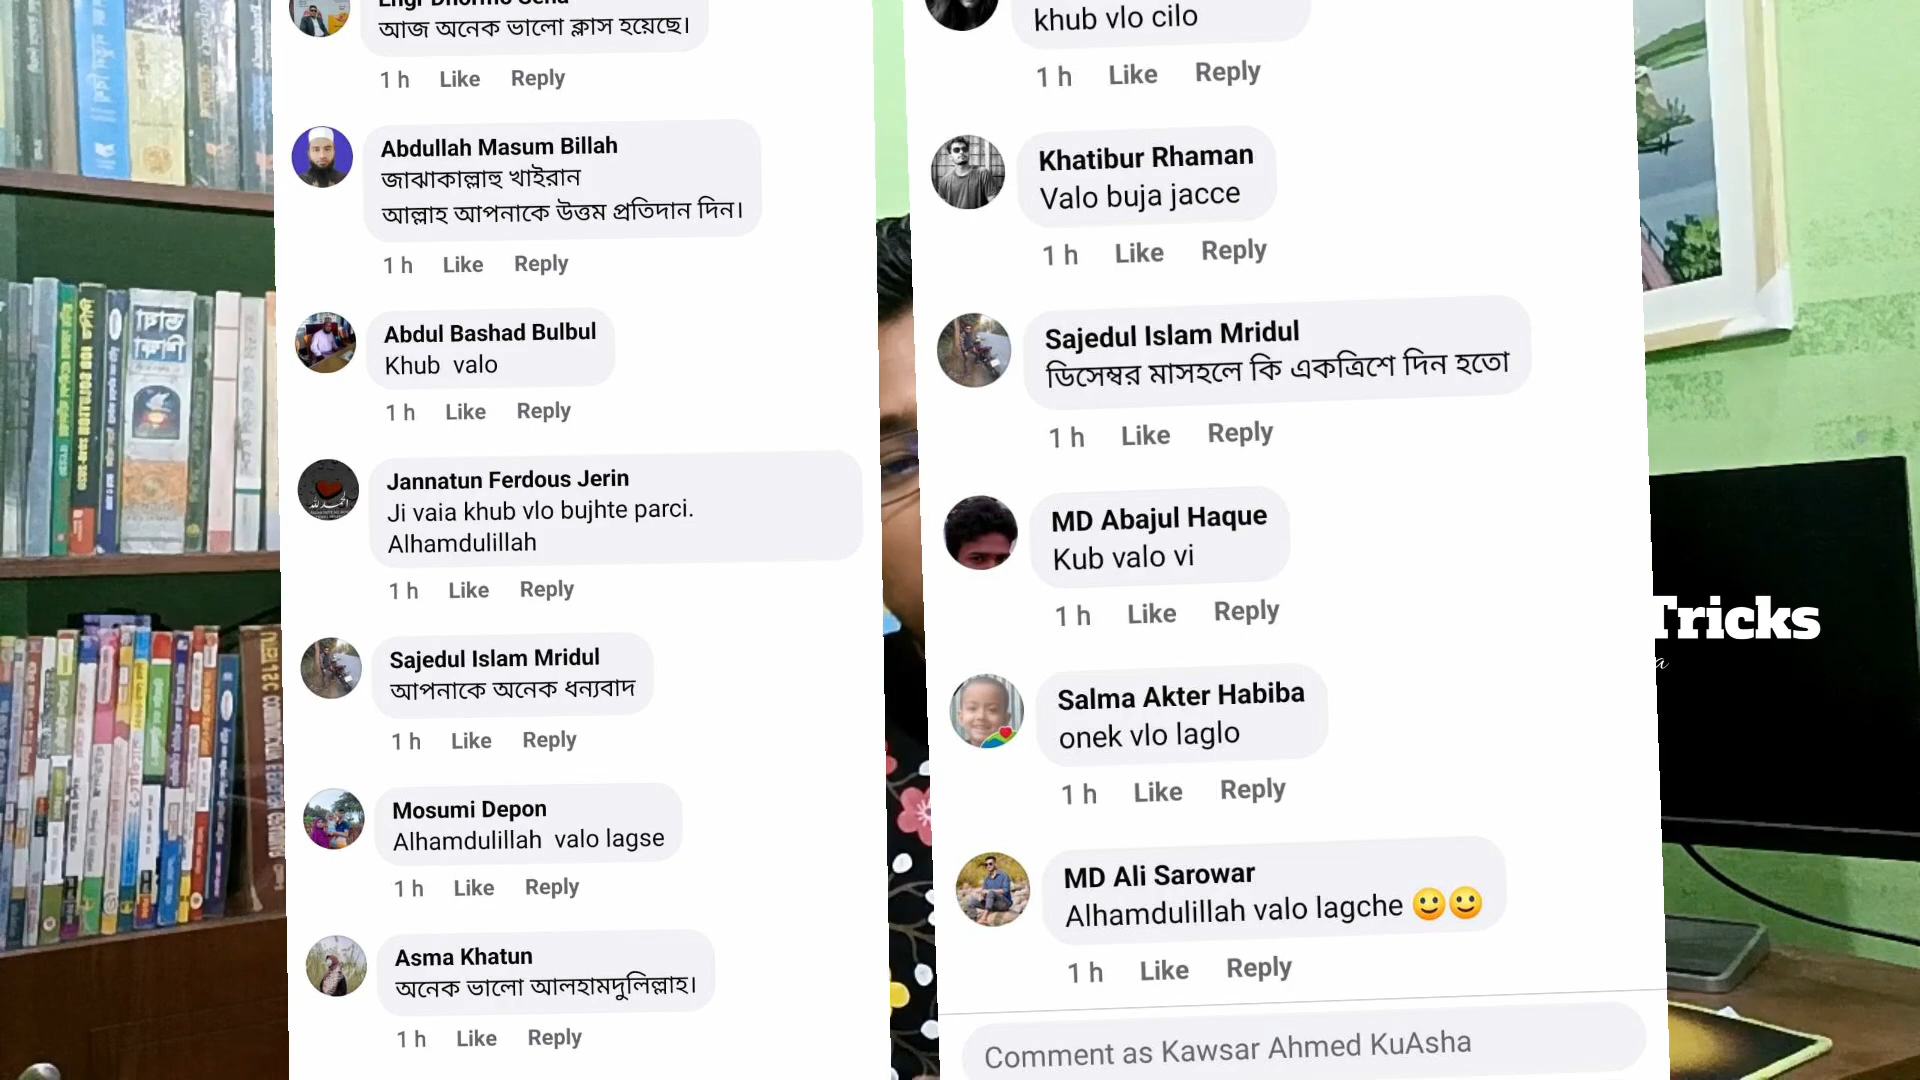 আজ অনেক ভালো ক্লাস হয়েছে।
1 h Like Reply
Abdullah Masum Billah
জাঝাকাল্লাহু খাইরান
আল্লাহ আপনাকে উত্তম প্রতিদান দিন।
1 h Like Reply
Abdul Bashad Bulbul
Khub valo
1 h Like Reply
Jannatun Ferdous Jerin
Ji vaia khub vlo bujhte parci.
Alhamdulillah
1 h Like Reply
Sajedul Islam Mridul
আপনাকে অনেক ধন্যবাদ
1 h Like Reply
Mosumi Depon
Alhamdulillah valo lagse
1 h Like Reply
Asma Khatun
অনেক ভালো আলহামদুলিল্লাহ।
1 h Like Reply
khub vlo cilo
1 h Like Reply
Khatibur Rhaman
Valo buja jacce
1 h Like Reply
Sajedul Islam Mridul
ডিসেম্বর মাসহলে কি একত্রিশে দিন হতো
1 h Like Reply
MD Abajul Haque
Kub valo vi
1 h Like Reply
Salma Akter Habiba
onek vlo laglo
1 h Like Reply
MD Ali Sarowar
Alhamdulillah valo lagche 🙂🙂
1 h Like Reply
Comment as Kawsar Ahmed KuAsha
Tricks